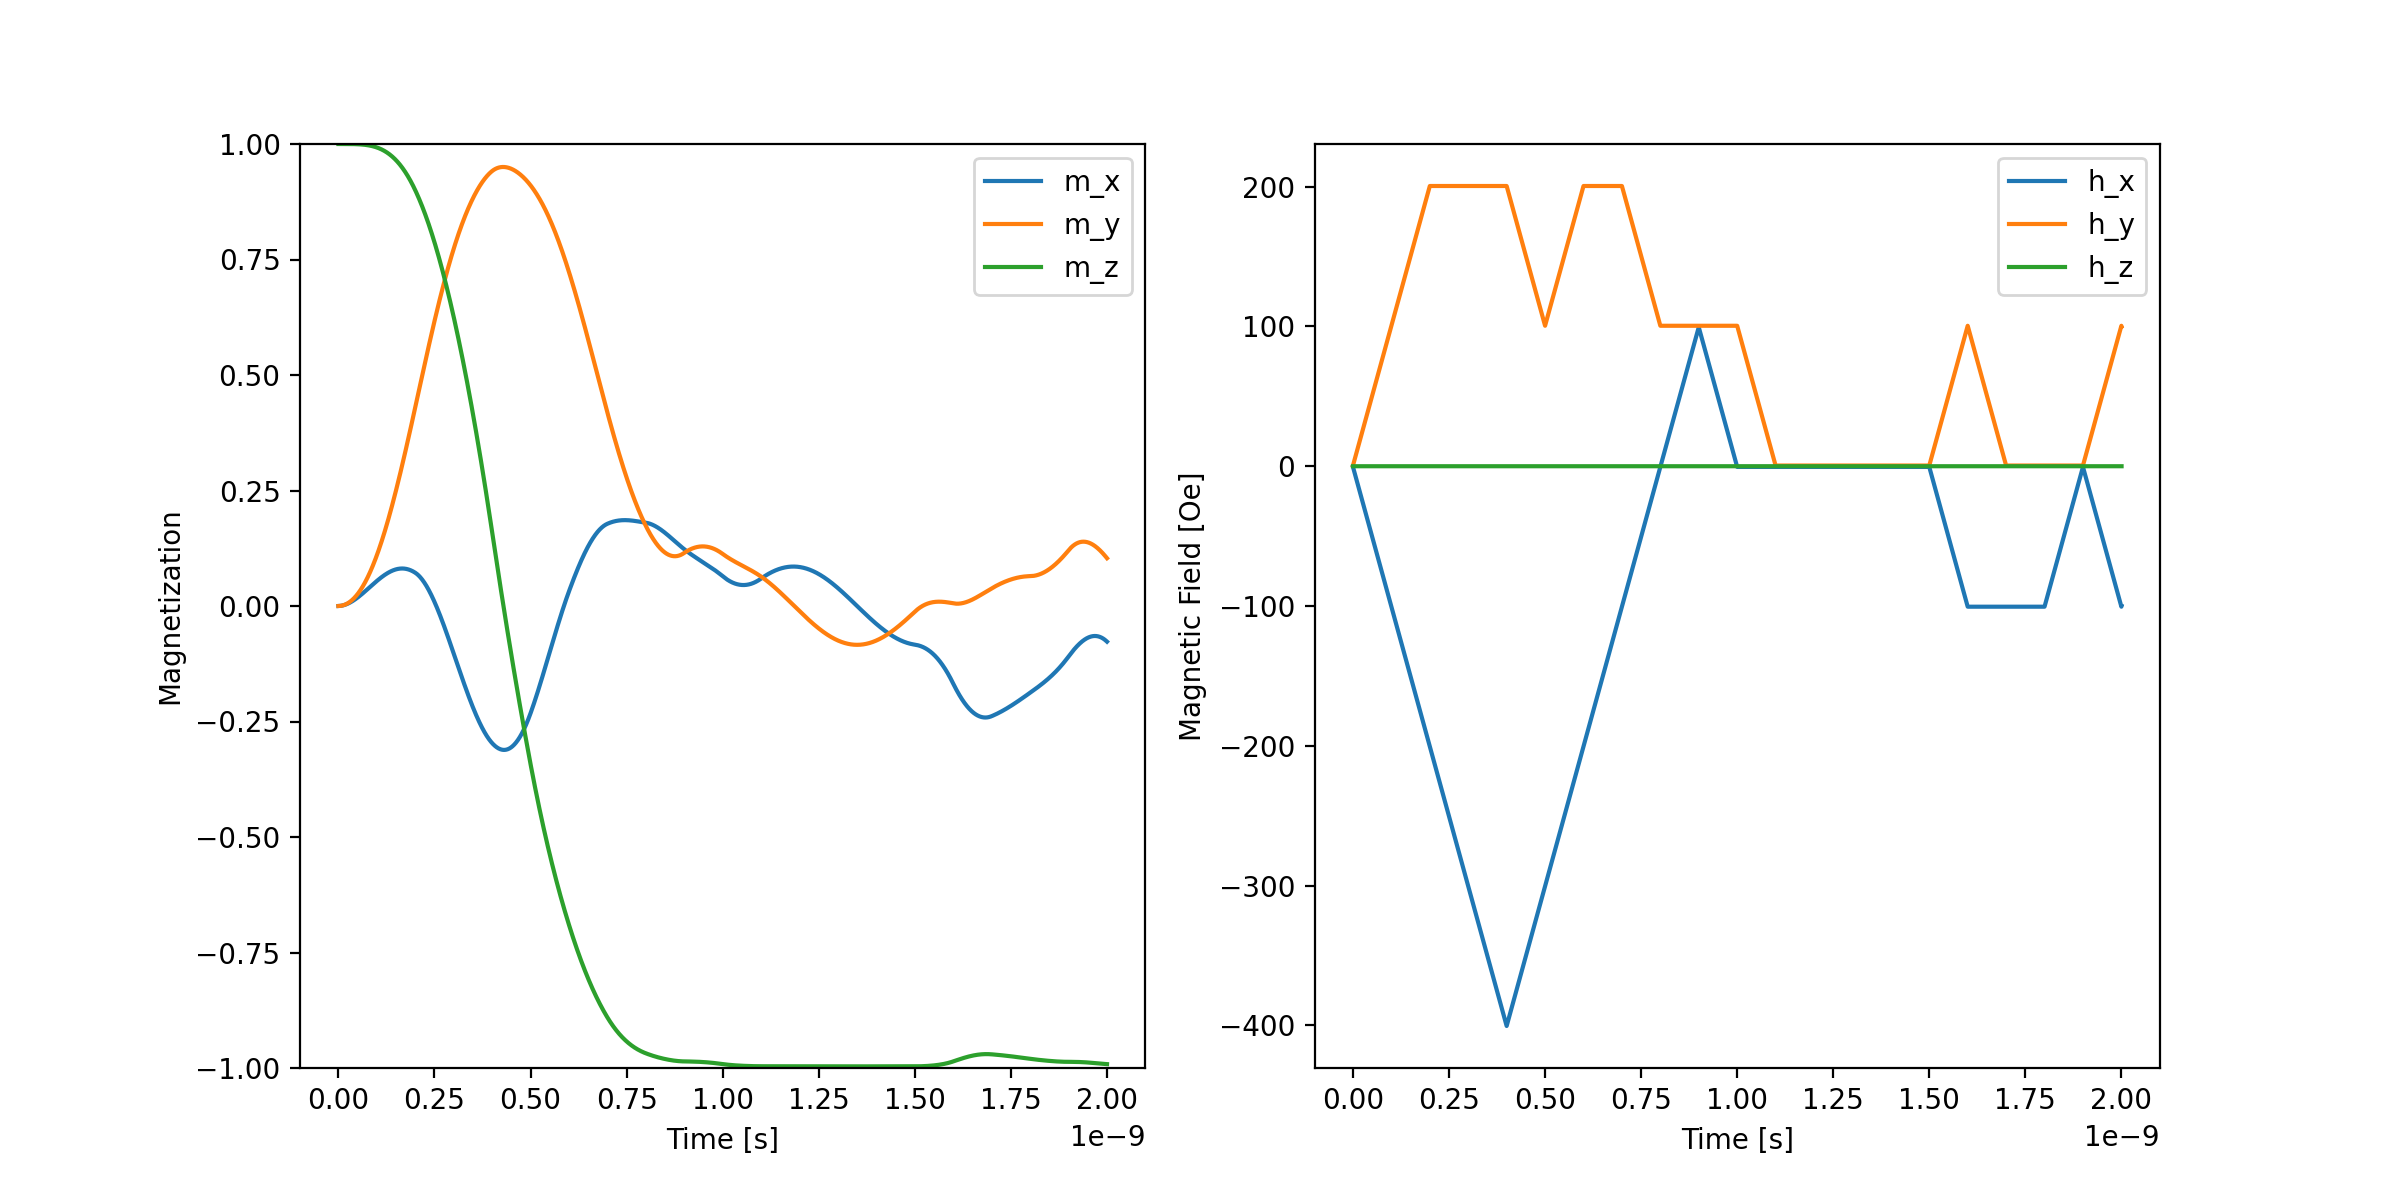 Magnetization
1.00
0.75
0.50
0.25
0.00
−0.25
−0.50
−0.75
−1.00
m_x
m_y
m_z
0.00 0.25 0.50 0.75 1.00 1.25 1.50 1.75 2.00
Time [s]
1e−9
Magnetic Field [Oe]
200
100
0
−100
−200
−300
−400
h_x
h_y
h_z
0.00 0.25 0.50 0.75 1.00 1.25 1.50 1.75 2.00
Time [s]
1e−9